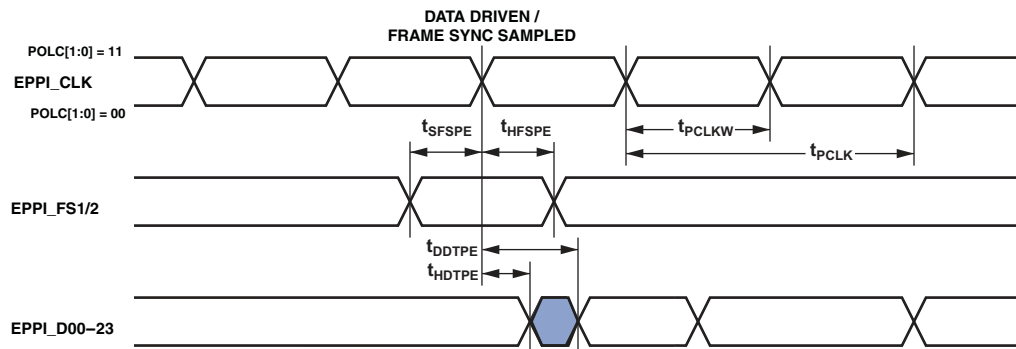 DATA DRIVEN /
FRAME SYNC SAMPLED
POLC[1:0] = 11
EPPI_CLK
POLC[1:0] = 00
tSFSPE
tHFSPE
tPCLKW
tPCLK
EPPI_FS1/2
tDDTPE
tHDTPE
EPPI_D00–23